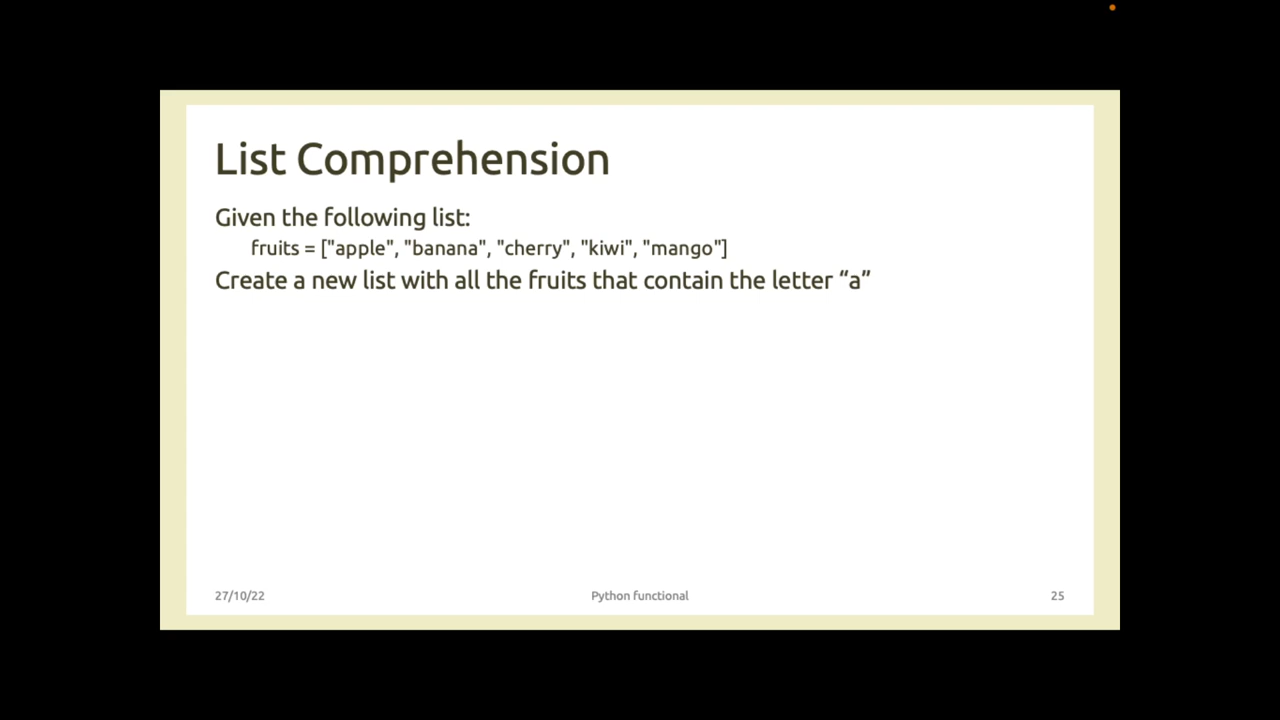 List Comprehension
Given the following list:
fruits = ["apple", "banana", "cherry", "kiwi", "mango"]
Create a new list with all the fruits that contain the letter “a”
27/10/22
Python functional
25